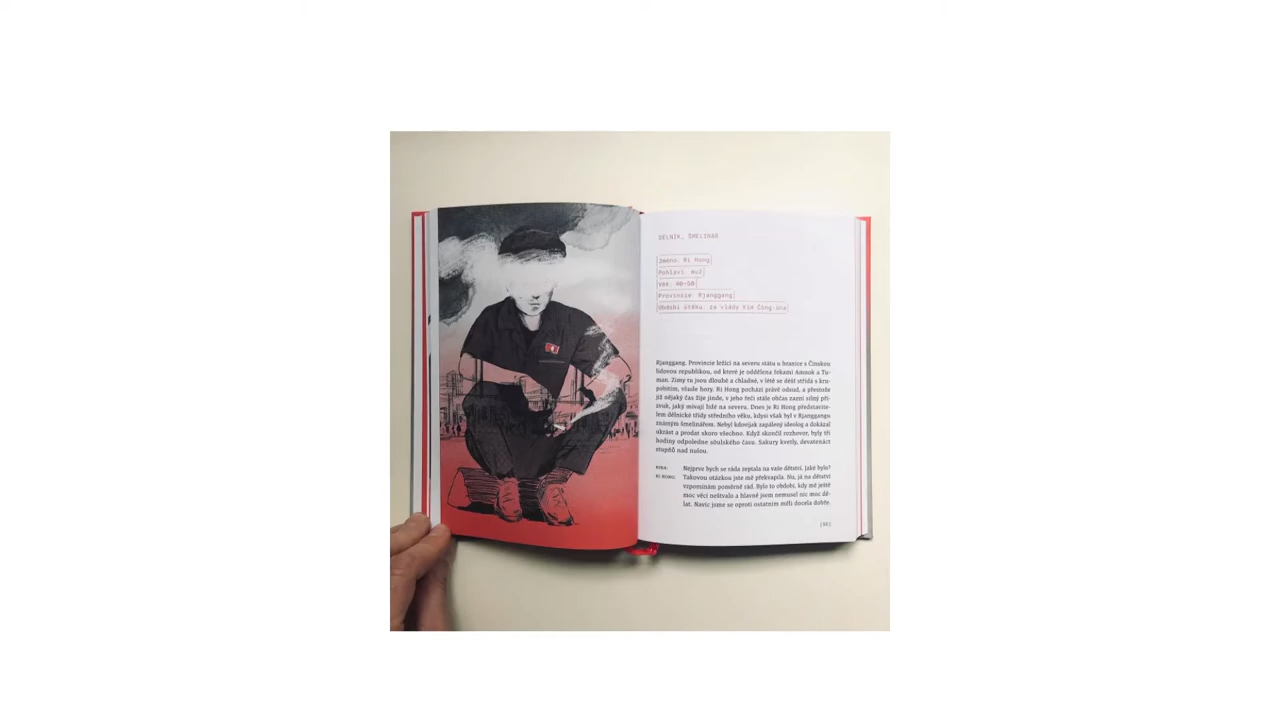 DĚLNÍK, ŠMELINÁŘ
Jméno: Ri Hong
Pohlaví: muž
Věk: 40–50
Provincie: Rjanggang
Období útěku: za vlády Kim Čong-una
Rjanggang. Provincie ležící na severu státu u hranice s Čínskou
lidovou republikou, od které je oddělena řekami Amnok a Tu-
man. Zimy tu jsou dlouhé a chladné, v létě se déšť střídá s kru-
pobitím, všude hory. Ri Hong pochází právě odsud, a přestože
již nějaký čas žije jinde, v jeho řeči stále občas zazní silný pří-
zvuk, jaký mívají lidé na severu. Dnes je Ri Hong představite-
lem dělnické třídy středního věku, kdysi však byl v Rjanggangu
známým šmelinářem. Nebyl kdovíjak zapálený ideolog a dokázal
ukrást a prodat skoro všechno. Když skončil rozhovor, byly tři
hodiny odpoledne soulského času. Sakury kvetly, devatenáct
stupňů nad nulou.
NINA: Nejprve bych se ráda zeptala na vaše dětství. Jaké bylo?
RI HONG: Takovou otázkou jste mě překvapila. Nu, já na dětství
vzpomínám poměrně rád. Bylo to období, kdy mě ještě
moc věcí neštvalo a hlavně jsem nemusel nic moc dě-
lat. Navíc jsme se oproti ostatním měli docela dobře.